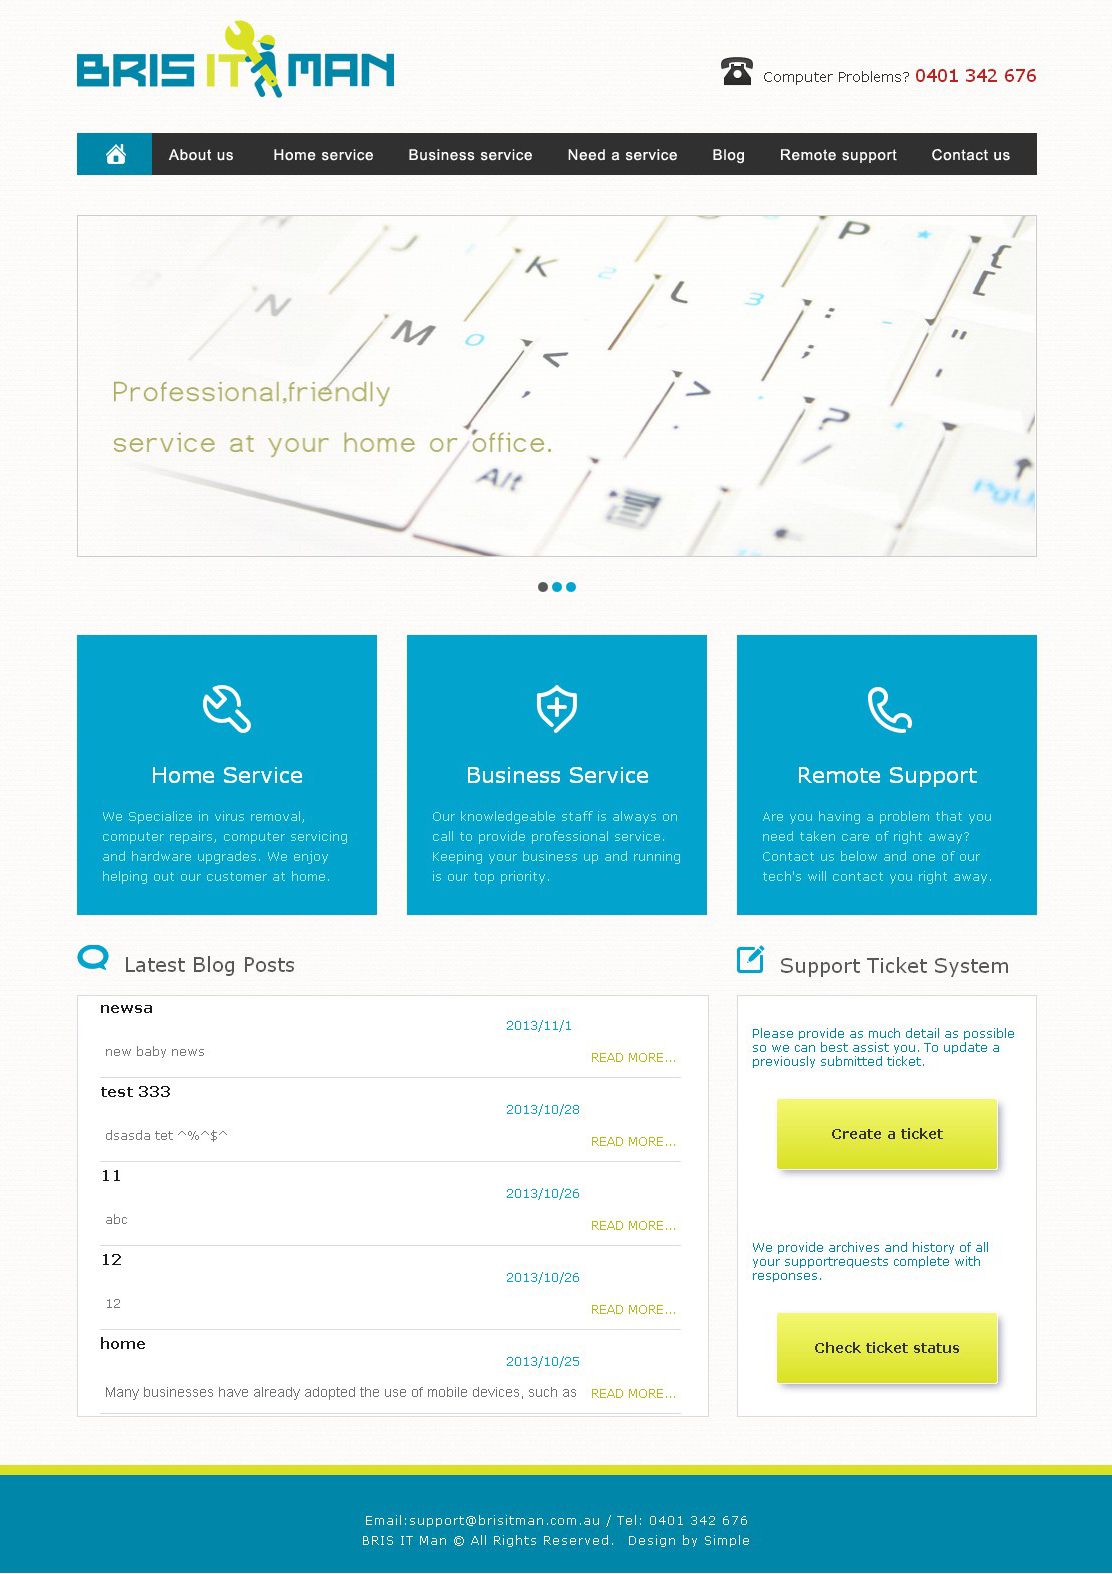 BRIS IT MAN
Computer Problems? 0401 342 676
About us Home service Business service Need a service Blog Remote support Contact us
P * {
J K 2 L 3 : - " [
H N M 0 < , > . ; ' ? / +
Professional,friendly
service at your home or office.
Alt
PgU
Home Service
We Specialize in virus removal,
computer repairs, computer servicing
and hardware upgrades. We enjoy
helping out our customer at home.
Business Service
Our knowledgeable staff is always on
call to provide professional service.
Keeping your business up and running
is our top priority.
Remote Support
Are you having a problem that you
need taken care of right away?
Contact us below and one of our
tech's will contact you right away.
Latest Blog Posts
newsa
2013/11/1
new baby news
READ MORE...
test 333
2013/10/28
dsasda tet ^%^$^
READ MORE...
11
2013/10/26
abc
READ MORE...
12
2013/10/26
12
READ MORE...
home
2013/10/25
Many businesses have already adopted the use of mobile devices, such as
READ MORE...
Support Ticket System
Please provide as much detail as possible
so we can best assist you. To update a
previously submitted ticket.
Create a ticket
We provide archives and history of all
your supportrequests complete with
responses.
Check ticket status
Email:support@brisitman.com.au / Tel: 0401 342 676
BRIS IT Man © All Rights Reserved. Design by Simple